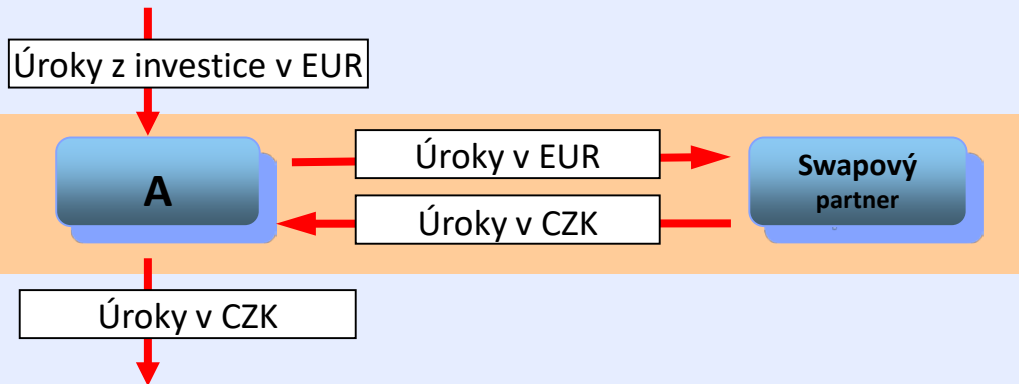 Úroky z investice v EUR
A
Úroky v EUR
Úroky v CZK
Swapový
partner
Úroky v CZK